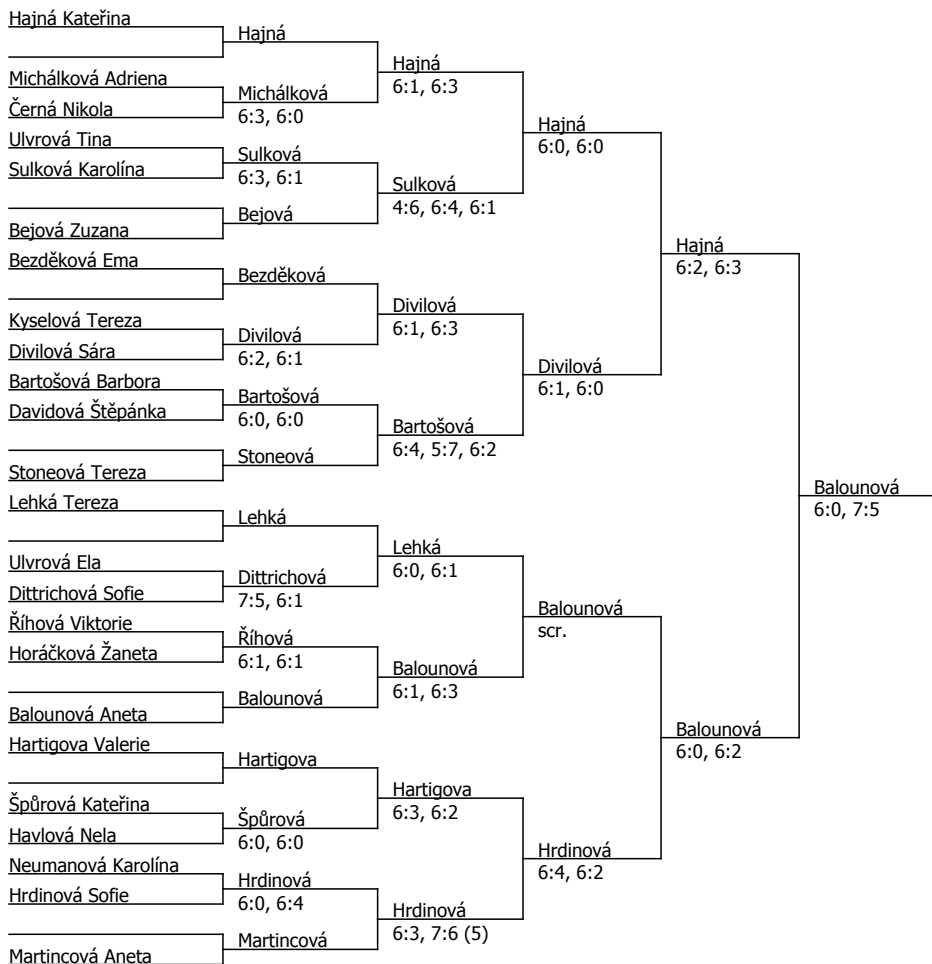 Hajná Kateřina
Michálková Adriena
Černá Nikola
Ulvrová Tina
Sulková Karolína
Bejová Zuzana
Bezděková Ema
Kyselová Tereza
Divilová Sára
Bartošová Barbora
Davidová Štěpánka
Stoneová Tereza
Lehká Tereza
Ulvrová Ela
Dittrichová Sofie
Říhová Viktorie
Horáčková Žaneta
Balounová Aneta
Hartigova Valerie
Špůrová Kateřina
Havlová Nela
Neumanová Karolína
Hrdinová Sofie
Martincová Aneta
Hajná
Michálková
6:3, 6:0
Sulková
6:3, 6:1
Bejová
Bezděková
Divilová
6:2, 6:1
Bartošová
6:0, 6:0
Stoneová
Lehká
Dittrichová
7:5, 6:1
Říhová
6:1, 6:1
Balounová
Hartigova
Špůrová
6:0, 6:0
Hrdinová
6:0, 6:4
Martincová
Hajná
6:1, 6:3
Sulková
4:6, 6:4, 6:1
Divilová
6:1, 6:3
Bartošová
6:4, 5:7, 6:2
Lehká
6:0, 6:1
Balounová
6:1, 6:3
Hartigova
6:3, 6:2
Hrdinová
6:3, 7:6 (5)
Hajná
6:0, 6:0
Divilová
6:1, 6:0
Balounová
scr.
Hrdinová
6:4, 6:2
Hajná
6:2, 6:3
Balounová
6:0, 6:2
Balounová
6:0, 7:5